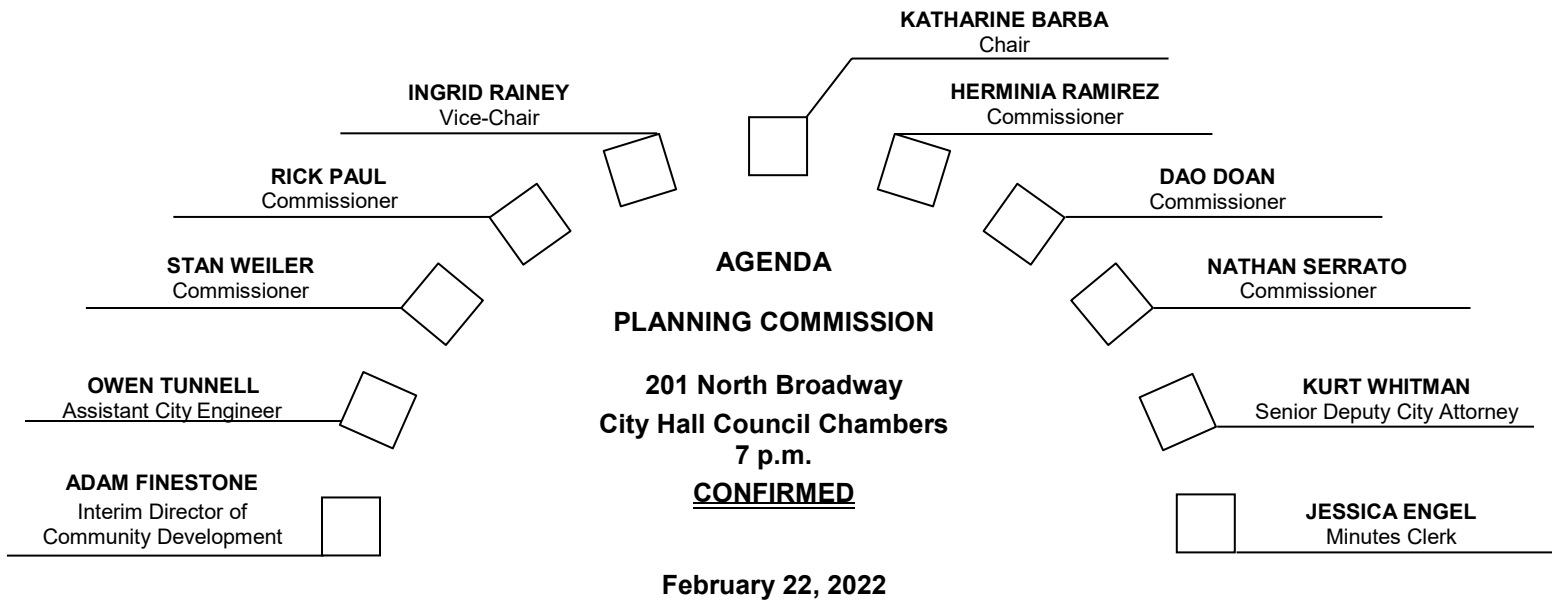 KATHARINE BARBA
Chair
INGRID RAINEY
Vice-Chair
HERMINIA RAMIREZ
Commissioner
RICK PAUL
Commissioner
DAO DOAN
Commissioner
STAN WEILER
Commissioner
NATHAN SERRATO
Commissioner
OWEN TUNNELL
Assistant City Engineer
KURT WHITMAN
Senior Deputy City Attorney
ADAM FINESTONE
Interim Director of
Community Development
JESSICA ENGEL
Minutes Clerk
AGENDA
PLANNING COMMISSION
201 North Broadway
City Hall Council Chambers
7 p.m.
CONFIRMED
February 22, 2022